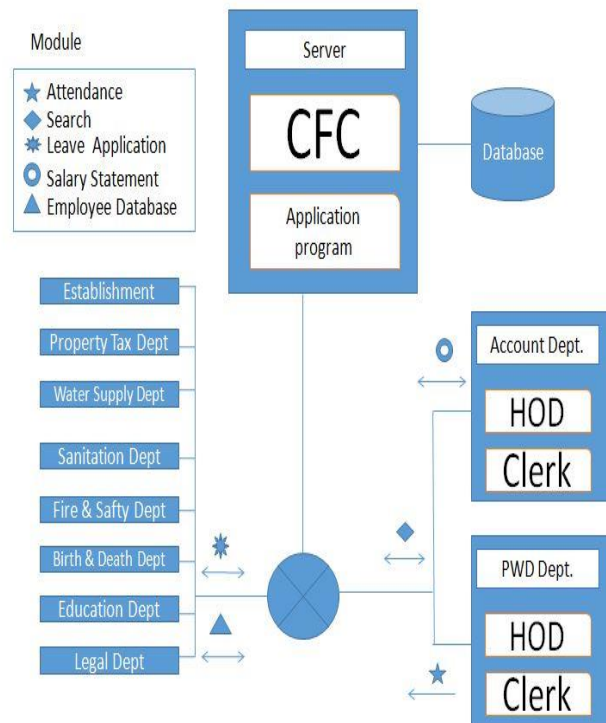 Module
Attendance
Search
Leave Application
Salary Statement
Employee Database
Server
CFC
Application
program
Database
Establishment
Property Tax Dept
Water Supply Dept
Sanitation Dept
Fire & Safty Dept
Birth & Death Dept
Education Dept
Legal Dept
Account Dept.
HOD
Clerk
PWD Dept.
HOD
Clerk